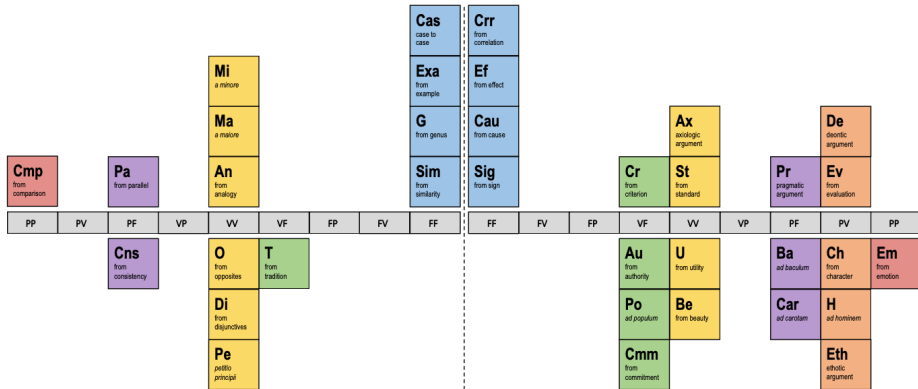 Cas
case to
case
Crr
from
correlation
Mi
a minore
Exa
from
example
Ef
from effect
Ma
a maiore
G
from genus
Cau
from cause
Ax
axiologic
argument
De
deontic
argument
Cmp
from
comparison
Pa
from parallel
An
from
analogy
Sim
from
similarity
Sig
from sign
Cr
from
criterion
St
from
standard
Pr
pragmatic
argument
Ev
from
evaluation
PP PV PF VP VV VF FP FV FF FF FV FP VF VV VP PF PV PP
Cns
from
consistency
O
from
opposites
T
from
tradition
Au
from
authority
U
from utility
Ba
ad baculum
Ch
from
character
Em
from
emotion
Di
from
disjunctives
Po
ad populum
Be
from beauty
Car
ad carotam
H
ad hominem
Pe
petitio
principii
Cmm
from
commitment
Eth
ethotic
argument